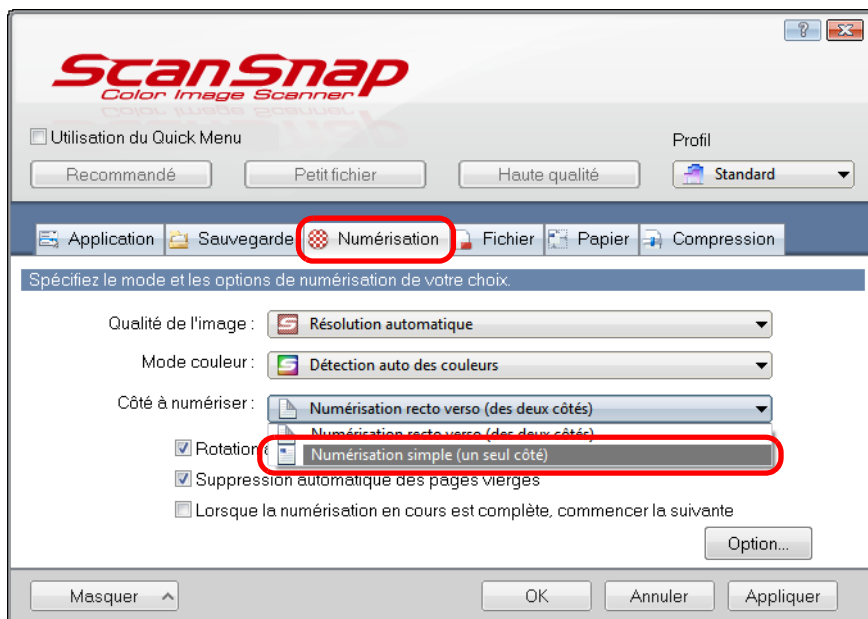 ScanSnap
Color Image Scanner
Utilisation du Quick Menu
Profil
Recommandé Petit fichier Haute qualité Standard
Application Sauvegarde Numérisation Fichier Papier Compression
Spécifiez le mode et les options de numérisation de votre choix.
Qualité de l'image : Résolution automatique
Mode couleur : Détection auto des couleurs
Côté à numériser : Numérisation recto verso (des deux côtés)
Numérisation recto verso (des deux côtés)
Rotation
Numérisation simple (un seul côté)
Suppression automatique des pages vierges
Lorsque la numérisation en cours est complète, commencer la suivante
Option...
Masquer OK Annuler Appliquer